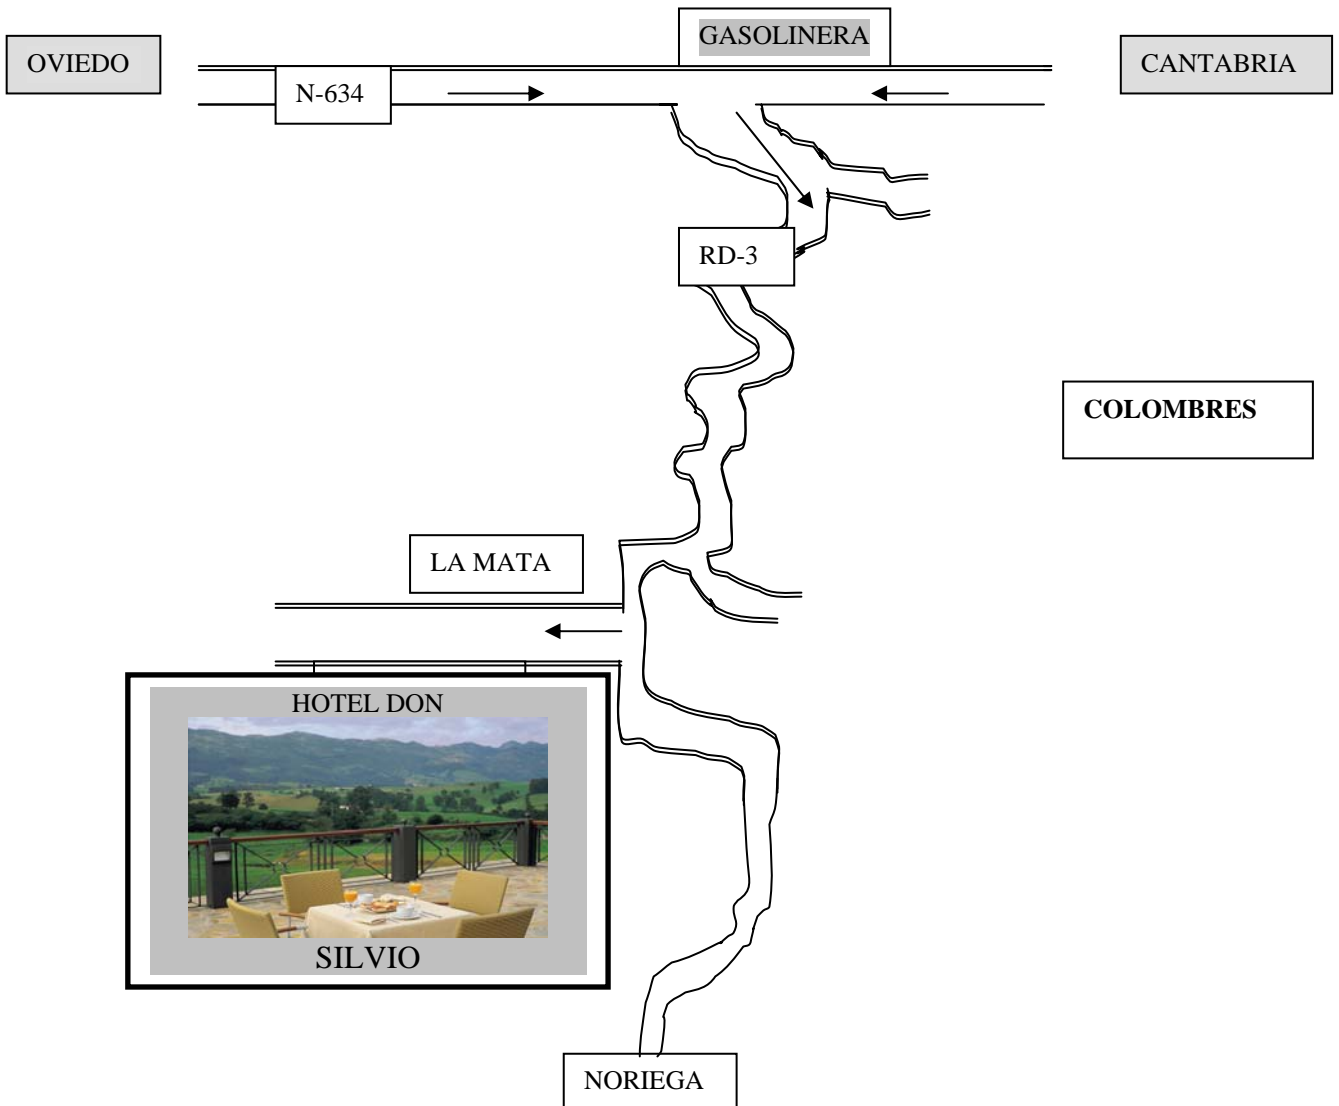 GASOLINERA
OVIEDO
CANTABRIA
N-634
RD-3
COLOMBRES
LA MATA
HOTEL DON
SILVIO
NORIEGA